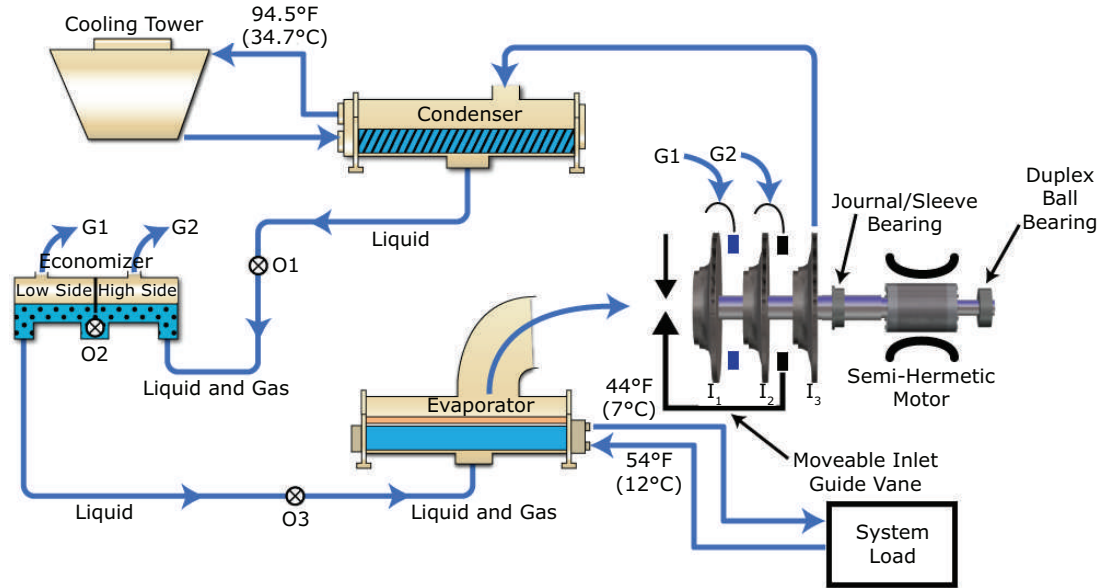 Cooling Tower
94.5°F
(34.7°C)
Condenser
G1
G2
Journal/Sleeve
Bearing
Duplex
Ball
Bearing
G1
G2
Economizer
Low Side
High Side
O2
Liquid
O1
Liquid and Gas
Evaporator
44°F
(7°C)
54°F
(12°C)
I1
I2
I3
Semi-Hermetic
Motor
Moveable Inlet
Guide Vane
Liquid
O3
Liquid and Gas
System
Load